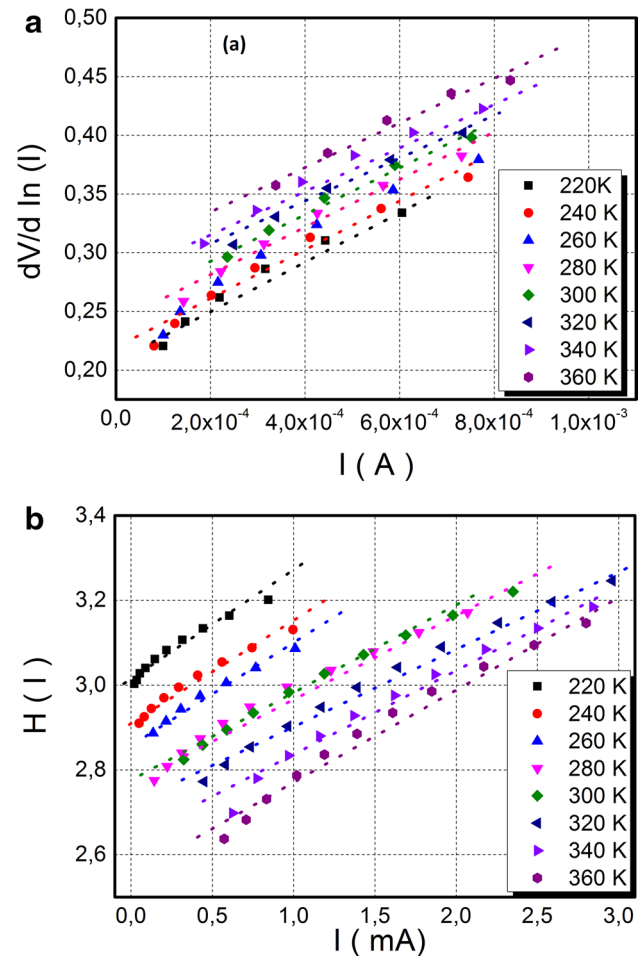 a
(a)
0,50
0,45
0,40
0,35
0,30
0,25
0,20
dV/d ln (I)
220K
240 K
260 K
280 K
300 K
320 K
340 K
360 K
0,0 2,0x10⁻⁴ 4,0x10⁻⁴ 6,0x10⁻⁴ 8,0x10⁻⁴ 1,0x10⁻³
I ( A )
b
3,4
3,2
3,0
2,8
2,6
H ( I )
220 K
240 K
260 K
280 K
300 K
320 K
340 K
360 K
0,0 0,5 1,0 1,5 2,0 2,5 3,0
I ( mA )